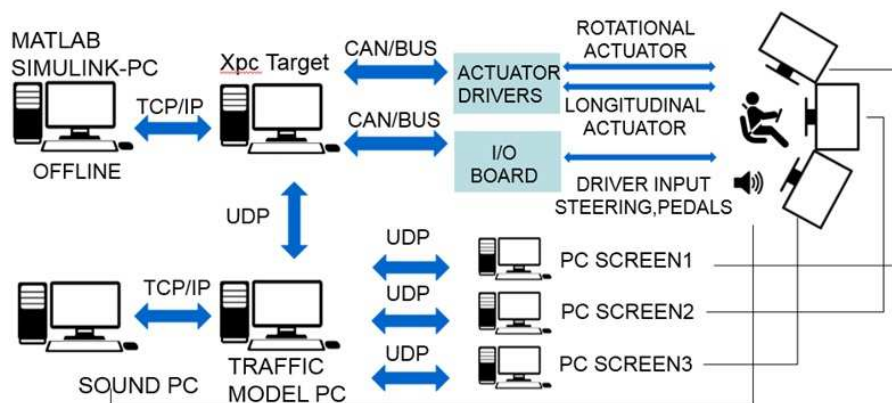 MATLAB
SIMULINK-PC
Xpc Target
CAN/BUS
ROTATIONAL
ACTUATOR
TCP/IP
ACTUATOR
DRIVERS
LONGITUDINAL
ACTUATOR
CAN/BUS
OFFLINE
I/O
BOARD
DRIVER INPUT
STEERING,PEDALS
UDP
UDP
PC SCREEN1
TCP/IP
UDP
PC SCREEN2
UDP
PC SCREEN3
SOUND PC
TRAFFIC
MODEL PC